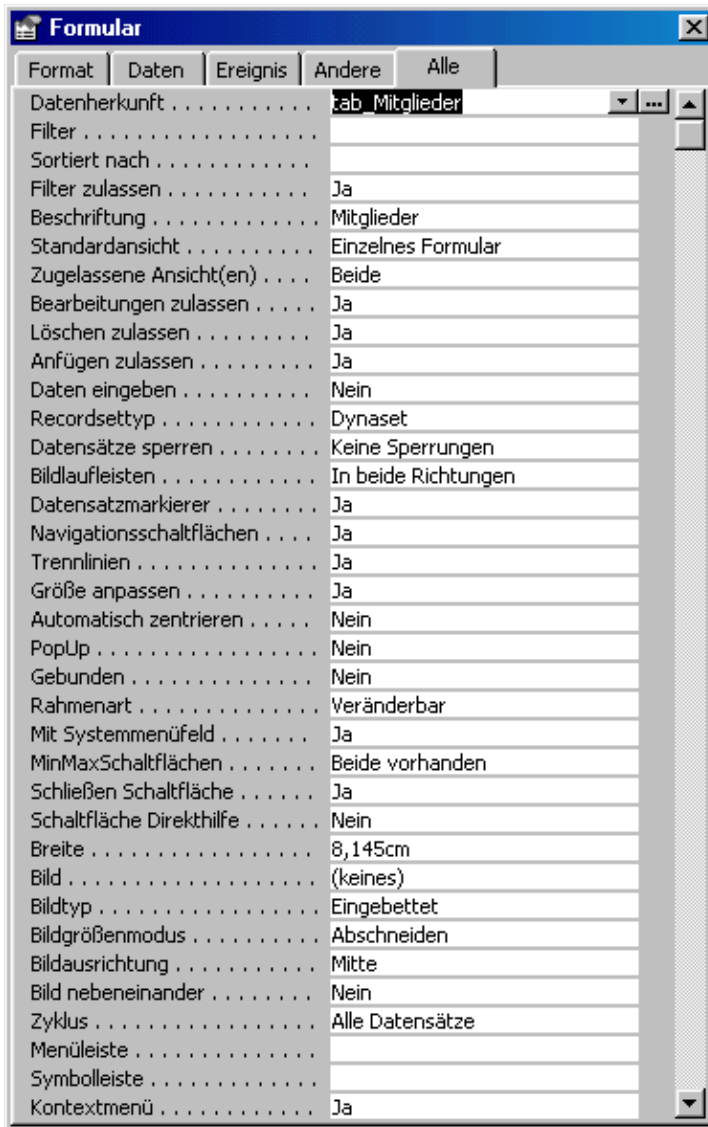 Formular
Format Daten Ereignis Andere Alle
Datenherkunft . . . . . . . . . . . tab_Mitglieder ...
Filter . . . . . . . . . . . . . . . . . .
Sortiert nach . . . . . . . . . . . .
Filter zulassen . . . . . . . . . . . Ja
Beschriftung . . . . . . . . . . . . . Mitglieder
Standardansicht . . . . . . . . . . Einzelnes Formular
Zugelassene Ansicht(en) . . . . Beide
Bearbeitungen zulassen . . . . . Ja
Löschen zulassen . . . . . . . . . Ja
Anfügen zulassen . . . . . . . . . Ja
Daten eingeben . . . . . . . . . . Nein
Recordsettyp . . . . . . . . . . . . Dynaset
Datensätze sperren . . . . . . . . Keine Sperrungen
Bildlaufleisten . . . . . . . . . . . . . In beide Richtungen
Datensatzmarkierer . . . . . . . . Ja
Navigationsschaltflächen . . . . Ja
Trennlinien . . . . . . . . . . . . . . . Ja
Größe anpassen . . . . . . . . . . Ja
Automatisch zentrieren . . . . . Nein
PopUp . . . . . . . . . . . . . . . . . Nein
Gebunden . . . . . . . . . . . . . . Nein
Rahmenart . . . . . . . . . . . . . . Veränderbar
Mit Systemmenüfeld . . . . . . . Ja
MinMaxSchaltflächen . . . . . . . Beide vorhanden
Schließen Schaltfläche . . . . . . Ja
Schaltfläche Direkthilfe . . . . . . Nein
Breite . . . . . . . . . . . . . . . . . . 8,145cm
Bild . . . . . . . . . . . . . . . . . . . . (keines)
Bildtyp . . . . . . . . . . . . . . . . . Eingebettet
Bildgrößenmodus . . . . . . . . . . Abschneiden
Bildausrichtung . . . . . . . . . . . Mitte
Bild nebeneinander . . . . . . . . Nein
Zyklus . . . . . . . . . . . . . . . . . . Alle Datensätze
Menüleiste . . . . . . . . . . . . . . .
Symbolleiste . . . . . . . . . . . . .
Kontextmenü . . . . . . . . . . . . Ja